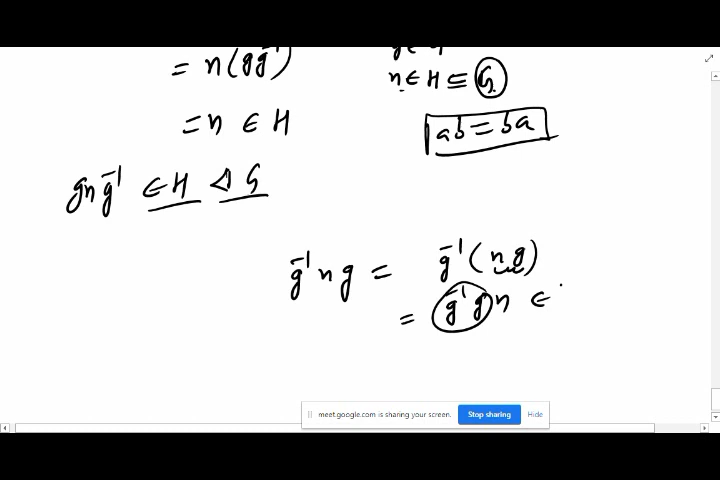 = n(gg⁻¹)
n ∈ H ⊆ G
= n ∈ H
ab = ba
gng⁻¹ ∈ H ⊲ G
g⁻¹ng = g⁻¹(ng)
= g⁻¹gn ∈
meet.google.com is sharing your screen. Stop sharing Hide